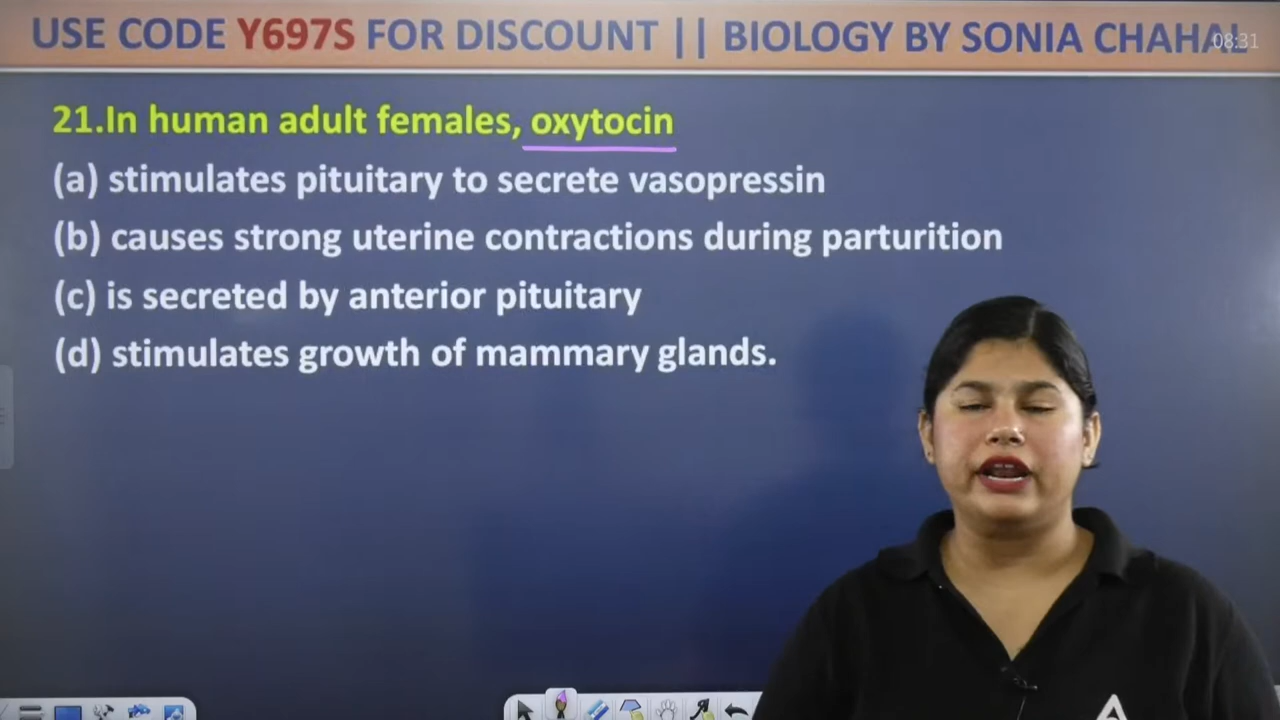 USE CODE Y697S FOR DISCOUNT || BIOLOGY BY SONIA CHAHAL
08:31
21.In human adult females, oxytocin
(a) stimulates pituitary to secrete vasopressin
(b) causes strong uterine contractions during parturition
(c) is secreted by anterior pituitary
(d) stimulates growth of mammary glands.